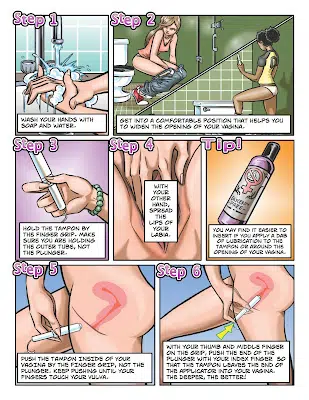 Step 1
WASH YOUR HANDS WITH
SOAP AND WATER.
Step 2
GET INTO A COMFORTABLE POSITION THAT HELPS YOU
TO WIDEN THE OPENING OF YOUR VAGINA.
Step 3
HOLD THE TAMPON BY
THE FINGER GRIP. MAKE
SURE YOU ARE HOLDING
THE OUTER TUBE, NOT
THE PLUNGER.
Step 4
WITH
YOUR
OTHER
HAND,
SPREAD
THE
LIPS OF
YOUR
LABIA.
Tip!
YOU MAY FIND IT EASIER TO
INSERT IF YOU APPLY A DAB
OF LUBRICATION TO THE
TAMPON OR AROUND THE
OPENING OF YOUR VAGINA.
Step 5
PUSH THE TAMPON INSIDE OF YOUR
VAGINA BY THE FINGER GRIP, NOT THE
PLUNGER. KEEP PUSHING UNTIL YOUR
FINGERS TOUCH YOUR VULVA.
Step 6
WITH YOUR THUMB AND MIDDLE FINGER
ON THE GRIP, PUSH THE END OF THE
PLUNGER WITH YOUR INDEX FINGER SO
THAT THE TAMPON LEAVES THE END OF
THE APPLICATOR INTO YOUR VAGINA.
THE DEEPER, THE BETTER!